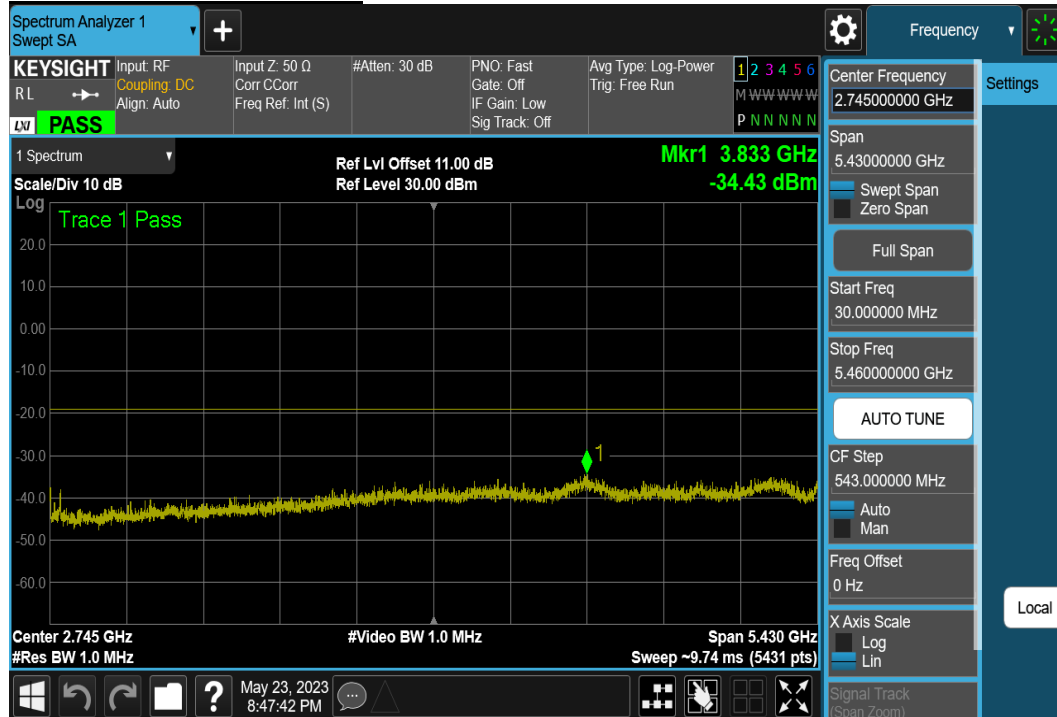 Spectrum Analyzer 1
Swept SA
+
Frequency
KEYSIGHT
RL
LXI
PASS
Input: RF
Coupling: DC
Align: Auto
Input Z: 50 Ω
Corr CCorr
Freq Ref: Int (S)
#Atten: 30 dB
PNO: Fast
Gate: Off
IF Gain: Low
Sig Track: Off
Avg Type: Log-Power
Trig: Free Run
1 2 3 4 5 6
M W W W W W
P N N N N N
1 Spectrum
Scale/Div 10 dB
Ref Lvl Offset 11.00 dB
Ref Level 30.00 dBm
Mkr1 3.833 GHz
-34.43 dBm
Log
Trace 1 Pass
20.0
10.0
0.00
-10.0
-20.0
-30.0
-40.0
-50.0
-60.0
1
Center 2.745 GHz
#Res BW 1.0 MHz
#Video BW 1.0 MHz
Span 5.430 GHz
Sweep ~9.74 ms (5431 pts)
?
May 23, 2023
8:47:42 PM
Center Frequency
2.745000000 GHz
Span
5.43000000 GHz
Swept Span
Zero Span
Full Span
Start Freq
30.000000 MHz
Stop Freq
5.460000000 GHz
AUTO TUNE
CF Step
543.000000 MHz
Auto
Man
Freq Offset
0 Hz
X Axis Scale
Log
Lin
Signal Track
(Span Zoom)
Settings
Local